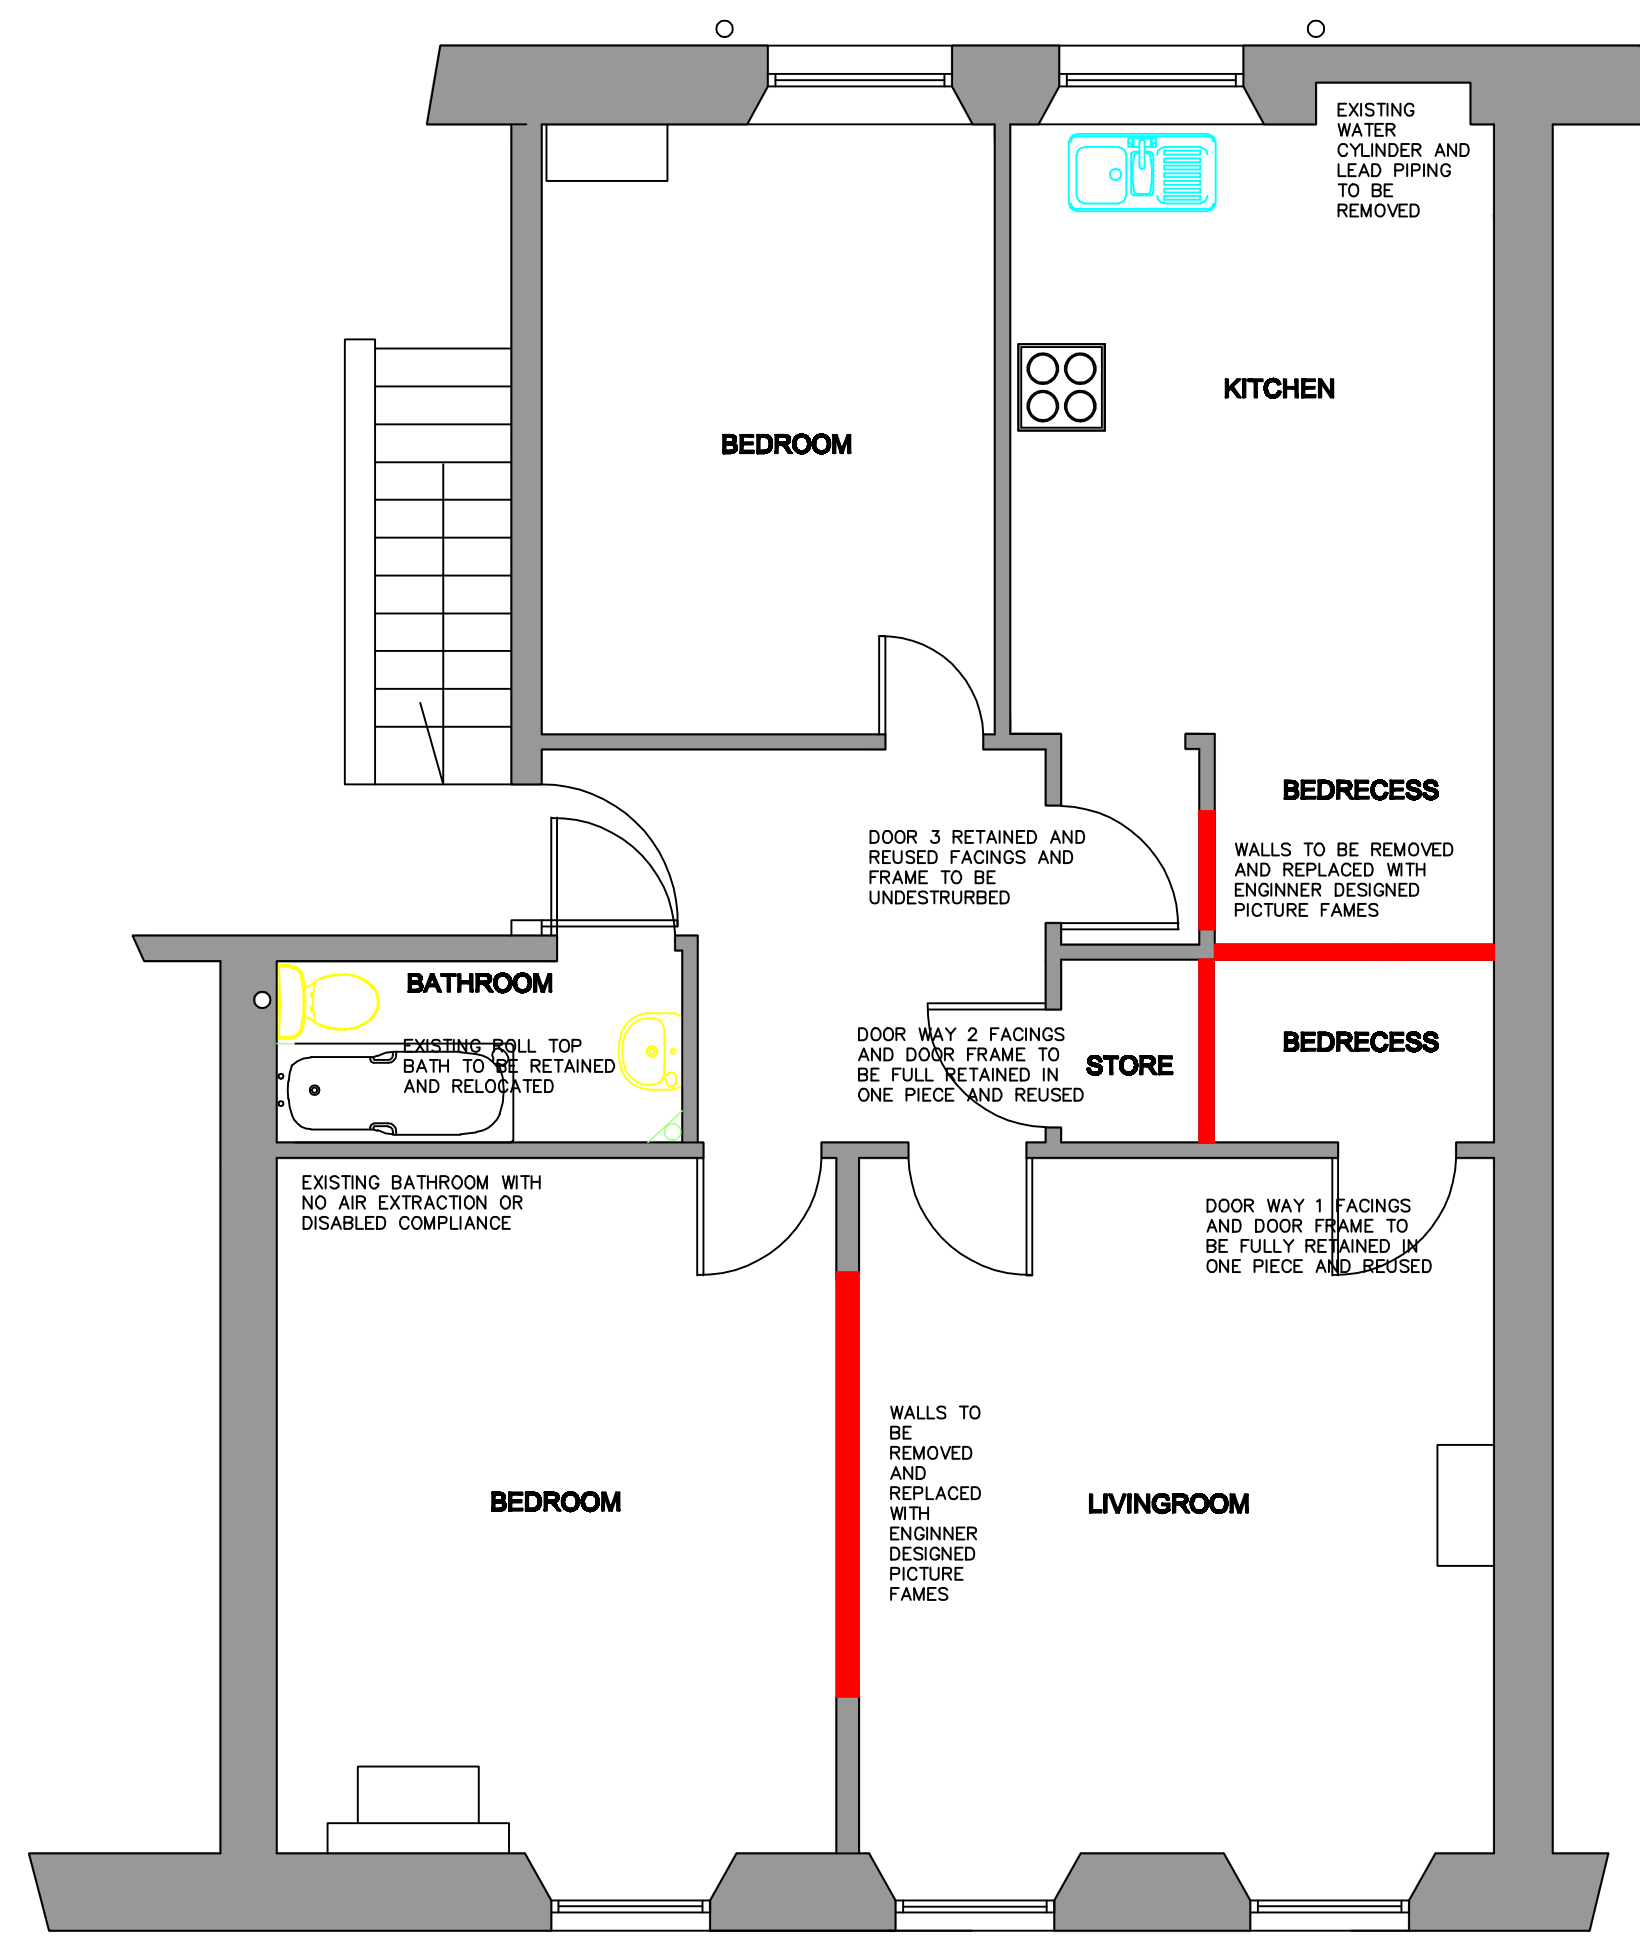 EXISTING
WATER
CYLINDER AND
LEAD PIPING
TO BE
REMOVED
KITCHEN
BEDROOM
BEDRECESS
DOOR 3 RETAINED AND
REUSED FACINGS AND
FRAME TO BE
UNDESTRURBED
WALLS TO BE REMOVED
AND REPLACED WITH
ENGINNER DESIGNED
PICTURE FAMES
BATHROOM
EXISTING ROLL TOP
BATH TO BE RETAINED
AND RELOCATED
DOOR WAY 2 FACINGS
AND DOOR FRAME TO
BE FULL RETAINED IN
ONE PIECE AND REUSED
STORE
BEDRECESS
EXISTING BATHROOM WITH
NO AIR EXTRACTION OR
DISABLED COMPLIANCE
DOOR WAY 1 FACINGS
AND DOOR FRAME TO
BE FULLY RETAINED IN
ONE PIECE AND REUSED
WALLS TO
BE
REMOVED
AND
REPLACED
WITH
ENGINNER
DESIGNED
PICTURE
FAMES
BEDROOM
LIVINGROOM